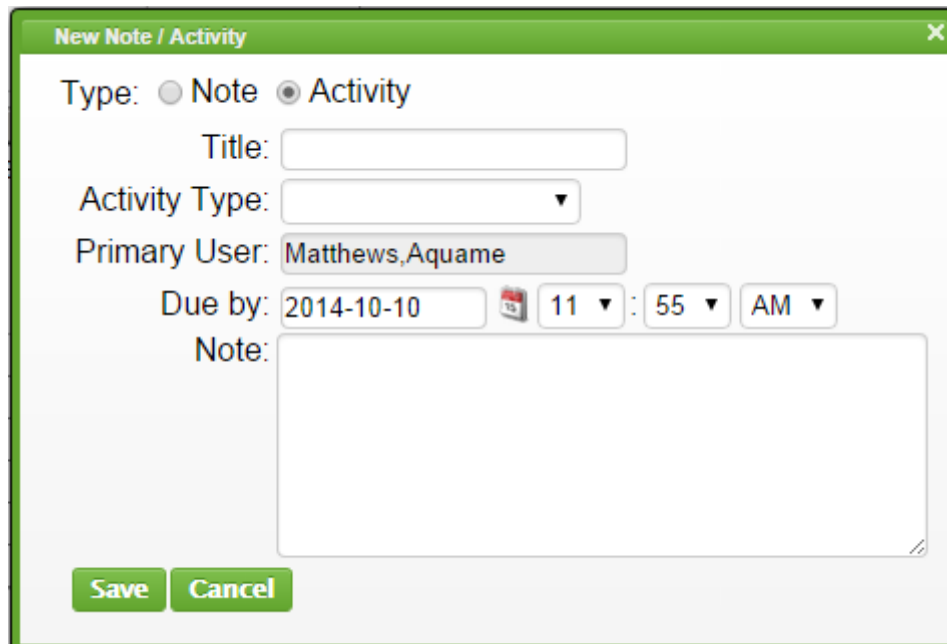 New Note / Activity
Type: Note Activity
Title:
Activity Type:
Primary User: Matthews,Aquame
Due by: 2014-10-10 15 11 : 55 AM
Note:
Save Cancel